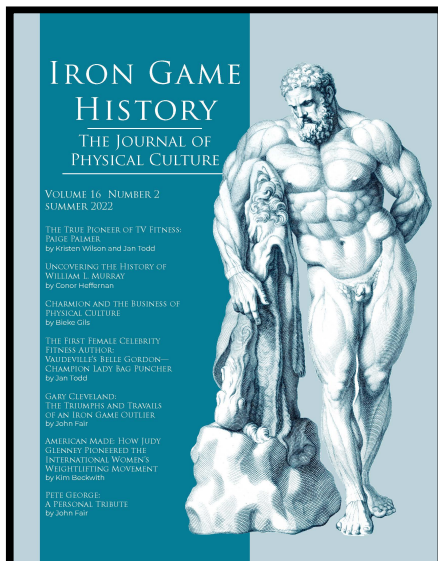 IRON GAME
HISTORY
THE JOURNAL OF
PHYSICAL CULTURE
VOLUME 16 NUMBER 2
SUMMER 2022
THE TRUE PIONEER OF TV FITNESS:
PAIGE PALMER
by Kristen Wilson and Jan Todd
UNCOVERING THE HISTORY OF
WILLIAM L. MURRAY
by Conor Heffernan
CHARMION AND THE BUSINESS OF
PHYSICAL CULTURE
by Bieke Gils
THE FIRST FEMALE CELEBRITY
FITNESS AUTHOR:
VAUDEVILLE'S BELLE GORDON—
CHAMPION LADY BAG PUNCHER
by Jan Todd
GARY CLEVELAND:
THE TRIUMPHS AND TRAVAILS
OF AN IRON GAME OUTLIER
by John Fair
AMERICAN MADE: HOW JUDY
GLENNEY PIONEERED THE
INTERNATIONAL WOMEN'S
WEIGHTLIFTING MOVEMENT
by Kim Beckwith
PETE GEORGE:
A PERSONAL TRIBUTE
by John Fair